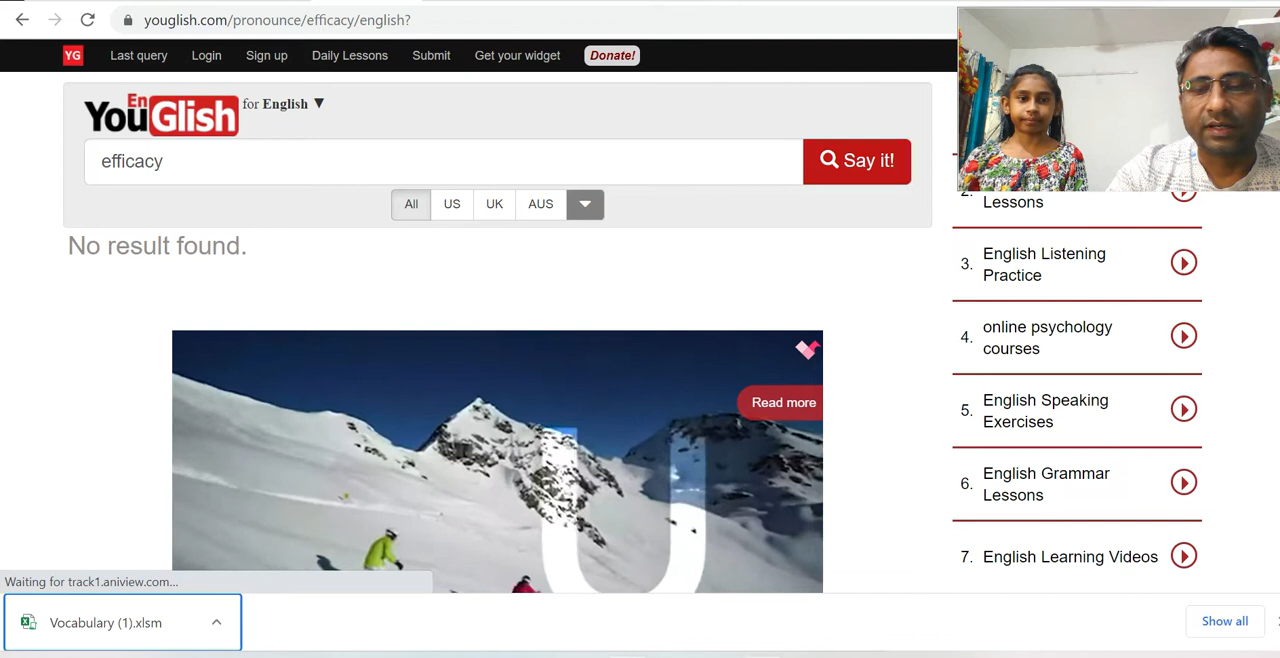 youglish.com/pronounce/efficacy/english?
YG Last query Login Sign up Daily Lessons Submit Get your widget Donate!
En
YouGlish for English ▼
efficacy Say it!
All US UK AUS
No result found.
2. Lessons
3. English Listening
Practice
4. online psychology
courses
5. English Speaking
Exercises
6. English Grammar
Lessons
7. English Learning Videos
Read more
U
Waiting for track1.aniview.com...
Vocabulary (1).xlsm
Show all